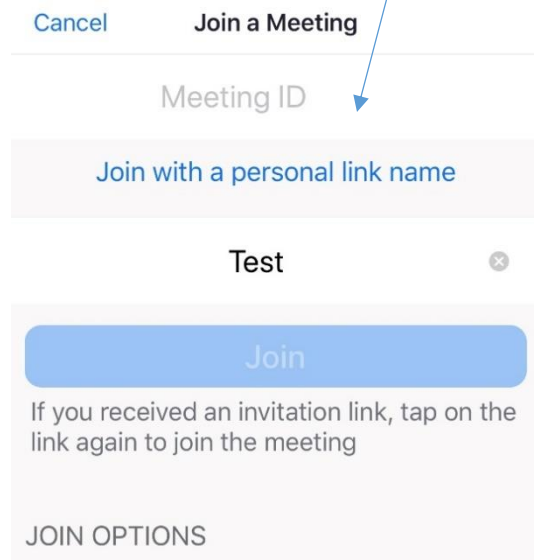 Cancel Join a Meeting
Meeting ID
Join with a personal link name
Test
Join
If you received an invitation link, tap on the
link again to join the meeting
JOIN OPTIONS